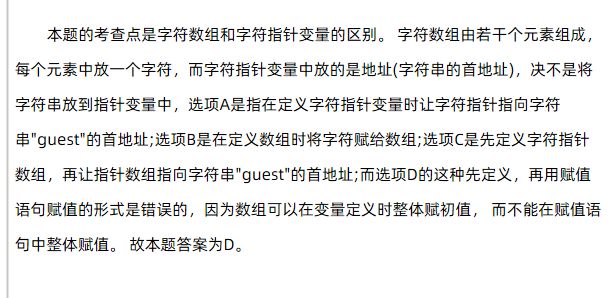 本题的考查点是字符数组和字符指针变量的区别。 字符数组由若干个元素组成，
每个元素中放一个字符，而字符指针变量中放的是地址(字符串的首地址)，决不是将
字符串放到指针变量中，选项A是指在定义字符指针变量时让字符指针指向字符
串"guest"的首地址;选项B是在定义数组时将字符赋给数组;选项C是先定义字符指针
数组，再让指针数组指向字符串"guest"的首地址;而选项D的这种先定义，再用赋值
语句赋值的形式是错误的，因为数组可以在变量定义时整体赋初值， 而不能在赋值语
句中整体赋值。 故本题答案为D。